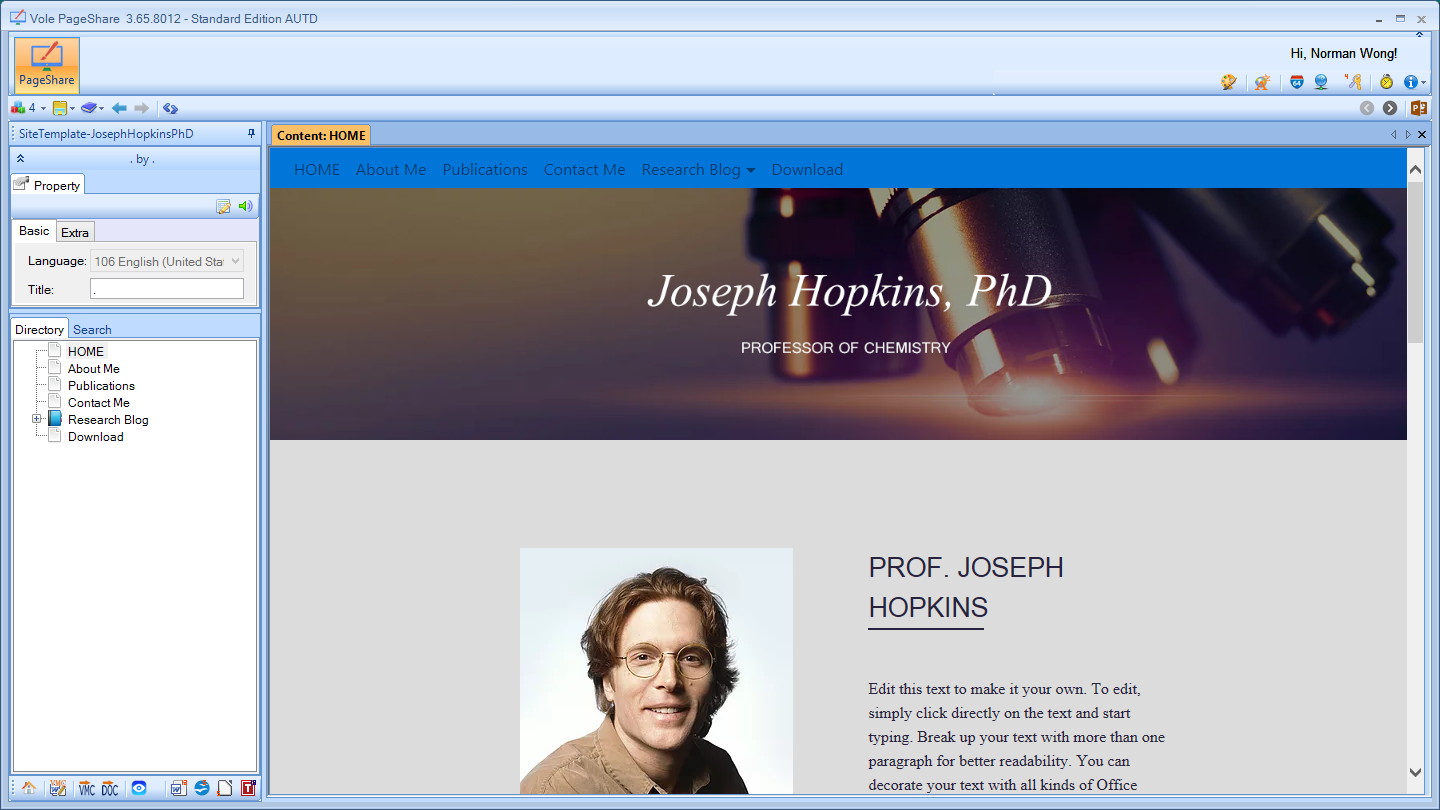 Vole PageShare 3.65.8012 - Standard Edition AUTD
Hi, Norman Wong!
PageShare
64
4
SiteTemplate-JosephHopkinsPhD
. by .
Property
Basic
Extra
Language:
106 English (United Sta
Title:
.
Directory
Search
HOME
About Me
Publications
Contact Me
Research Blog
Download
VMC
DOC
Content: HOME
HOME
About Me
Publications
Contact Me
Research Blog
Download
Joseph Hopkins, PhD
PROFESSOR OF CHEMISTRY
PROF. JOSEPH
HOPKINS
Edit this text to make it your own. To edit,
simply click directly on the text and start
typing. Break up your text with more than one
paragraph for better readability. You can
decorate your text with all kinds of Office